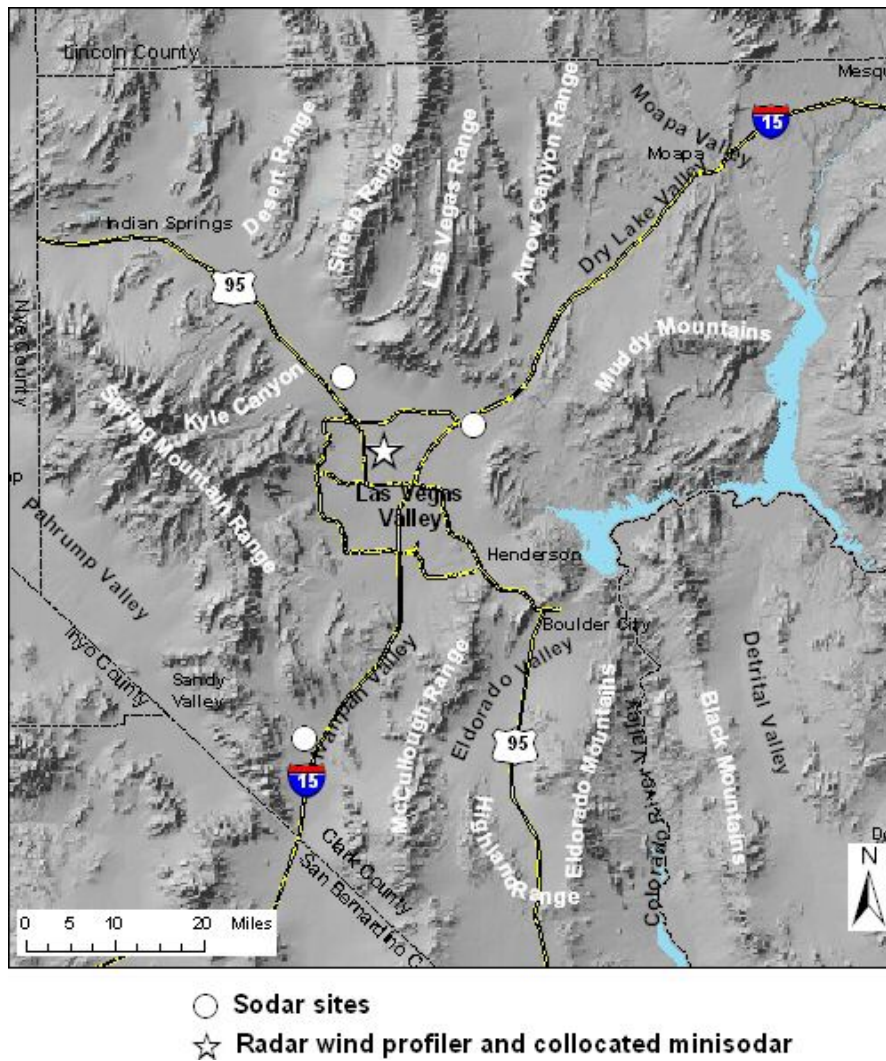 Lincoln County
Mesqu
Desert Range
Sheep Range
Las Vegas Range
Arrow Canyon Range
Moapa Valley
15
Moapa
Dry Lake Valley
Indian Springs
95
Nye County
Muddy Mountains
Kyle Canyon
Spring Mountain Range
Las Vegas
Valley
Pahrump Valley
Henderson
Boulder City
Inyo County
Sandy
Valley
McCullough Range
Eldorado Valley
Detrital Valley
95
Eldorado Mountains
Colorado River Valley
Black Mountains
15
Highland Range
Clark County
San Bernardino C
N
0 5 10 20 Miles
Sodar sites
Radar wind profiler and collocated minisodar